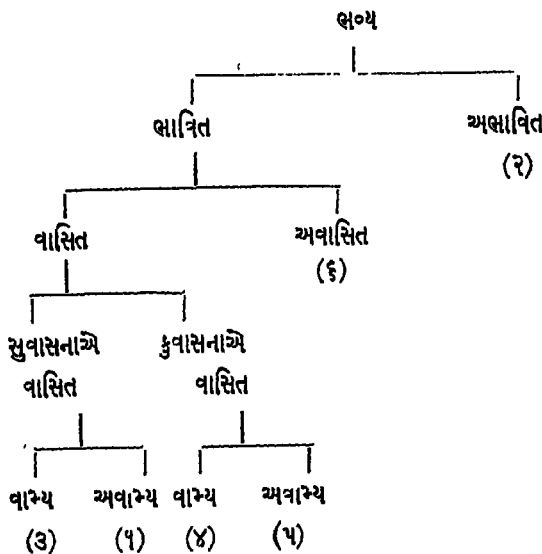 ભવ્ય
ભાત્રિત અભાવિત
(૨)
વાસિત અવાસિત
(૬)
સુવાસનાએ કુવાસનાએ
વાસિત વાસિત
વામ્ય અવામ્ય વામ્ય અવામ્ય
(૩) (૧) (૪) (૫)